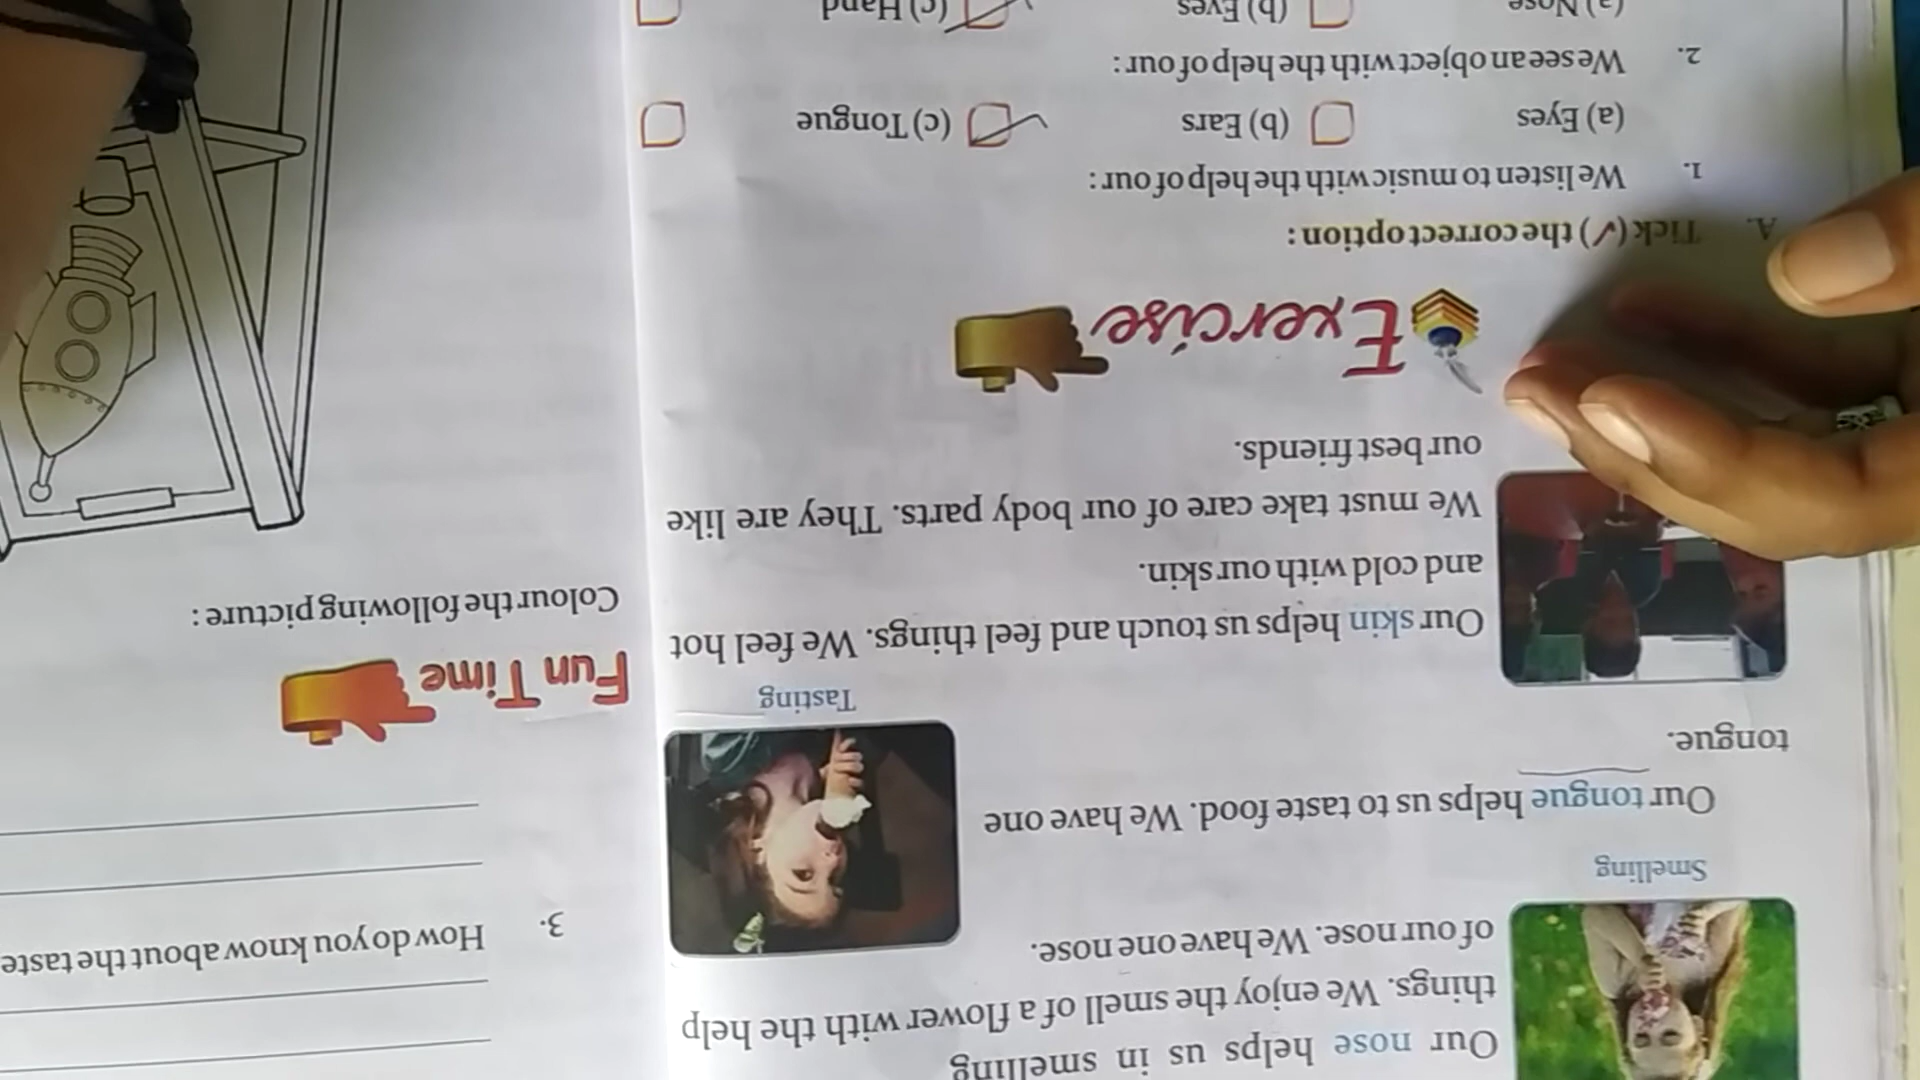 Our nose helps us in smelling
things. We enjoy the smell of a flower with the help
of our nose. We have one nose.
Smelling
Our tongue helps us to taste food. We have one
tongue.
Tasting
Our skin helps us touch and feel things. We feel hot
and cold with our skin.
We must take care of our body parts. They are like
our best friends.
Exercise
A. Tick (✓) the correct option :
1. We listen to music with the help of our :
(a) Eyes (b) Ears (c) Tongue
2. We see an object with the help of our :
(a) Nose (b) Eyes (c) Hand
3. How do you know about the taste
Fun Time
Colour the following picture :